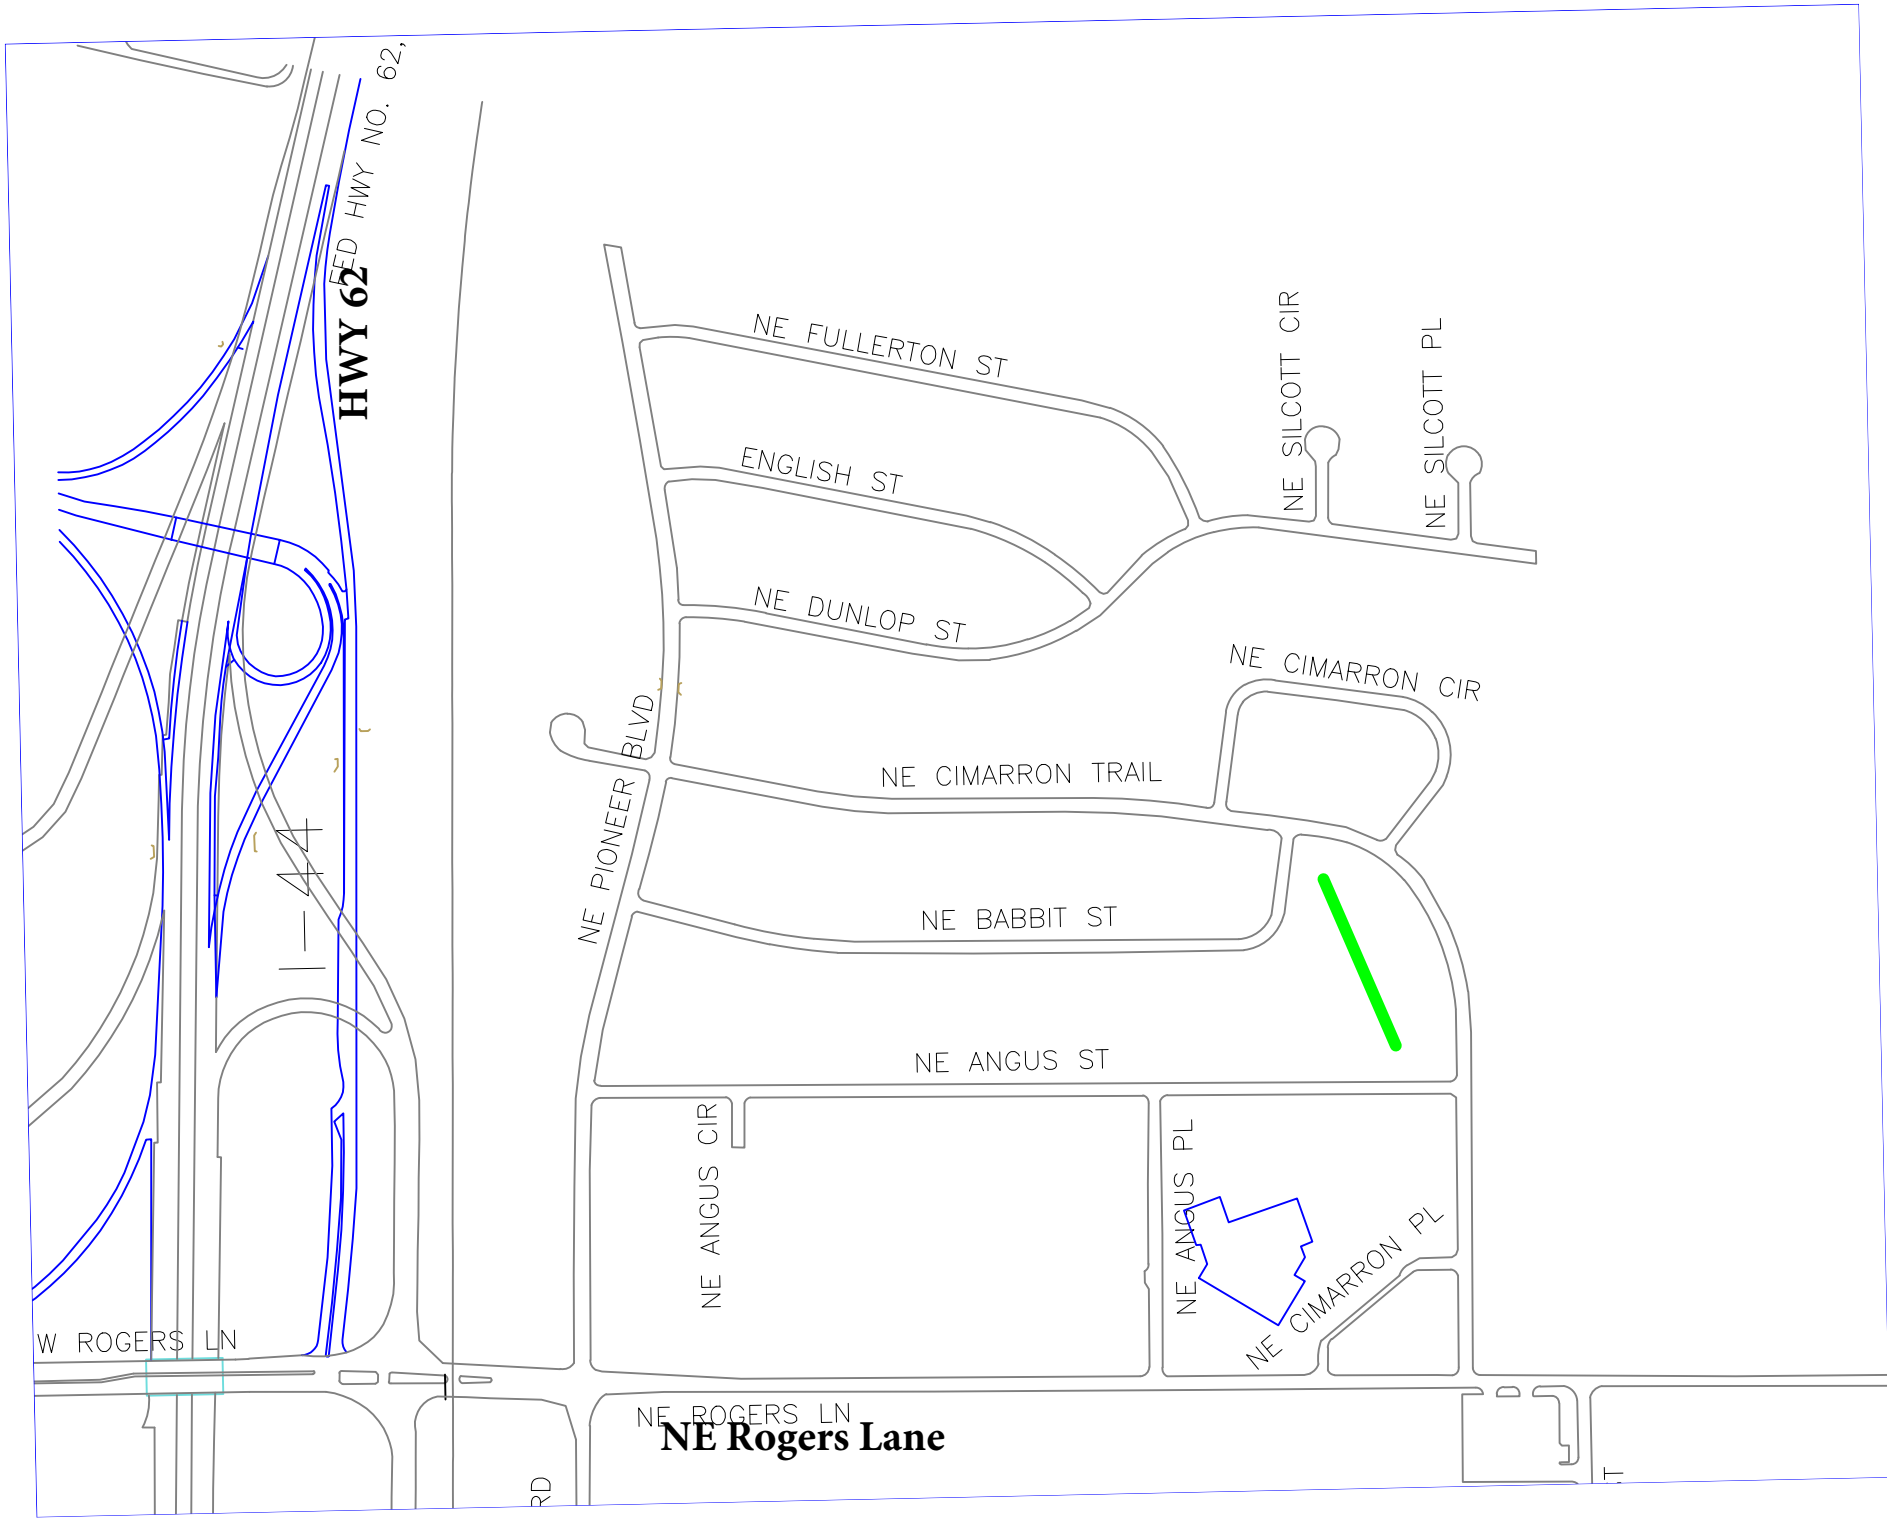 FED HWY NO. 62,
HWY 62
NE FULLERTON ST
NE SILCOTT CIR
NE SILCOTT PL
ENGLISH ST
NE DUNLOP ST
NE CIMARRON CIR
NE PIONEER BLVD
NE CIMARRON TRAIL
I-44
NE BABBIT ST
NE ANGUS ST
NE ANGUS CIR
NE ANGUS PL
NE CIMARRON PL
W ROGERS LN
NE ROGERS LN
NE Rogers Lane
RD
ST